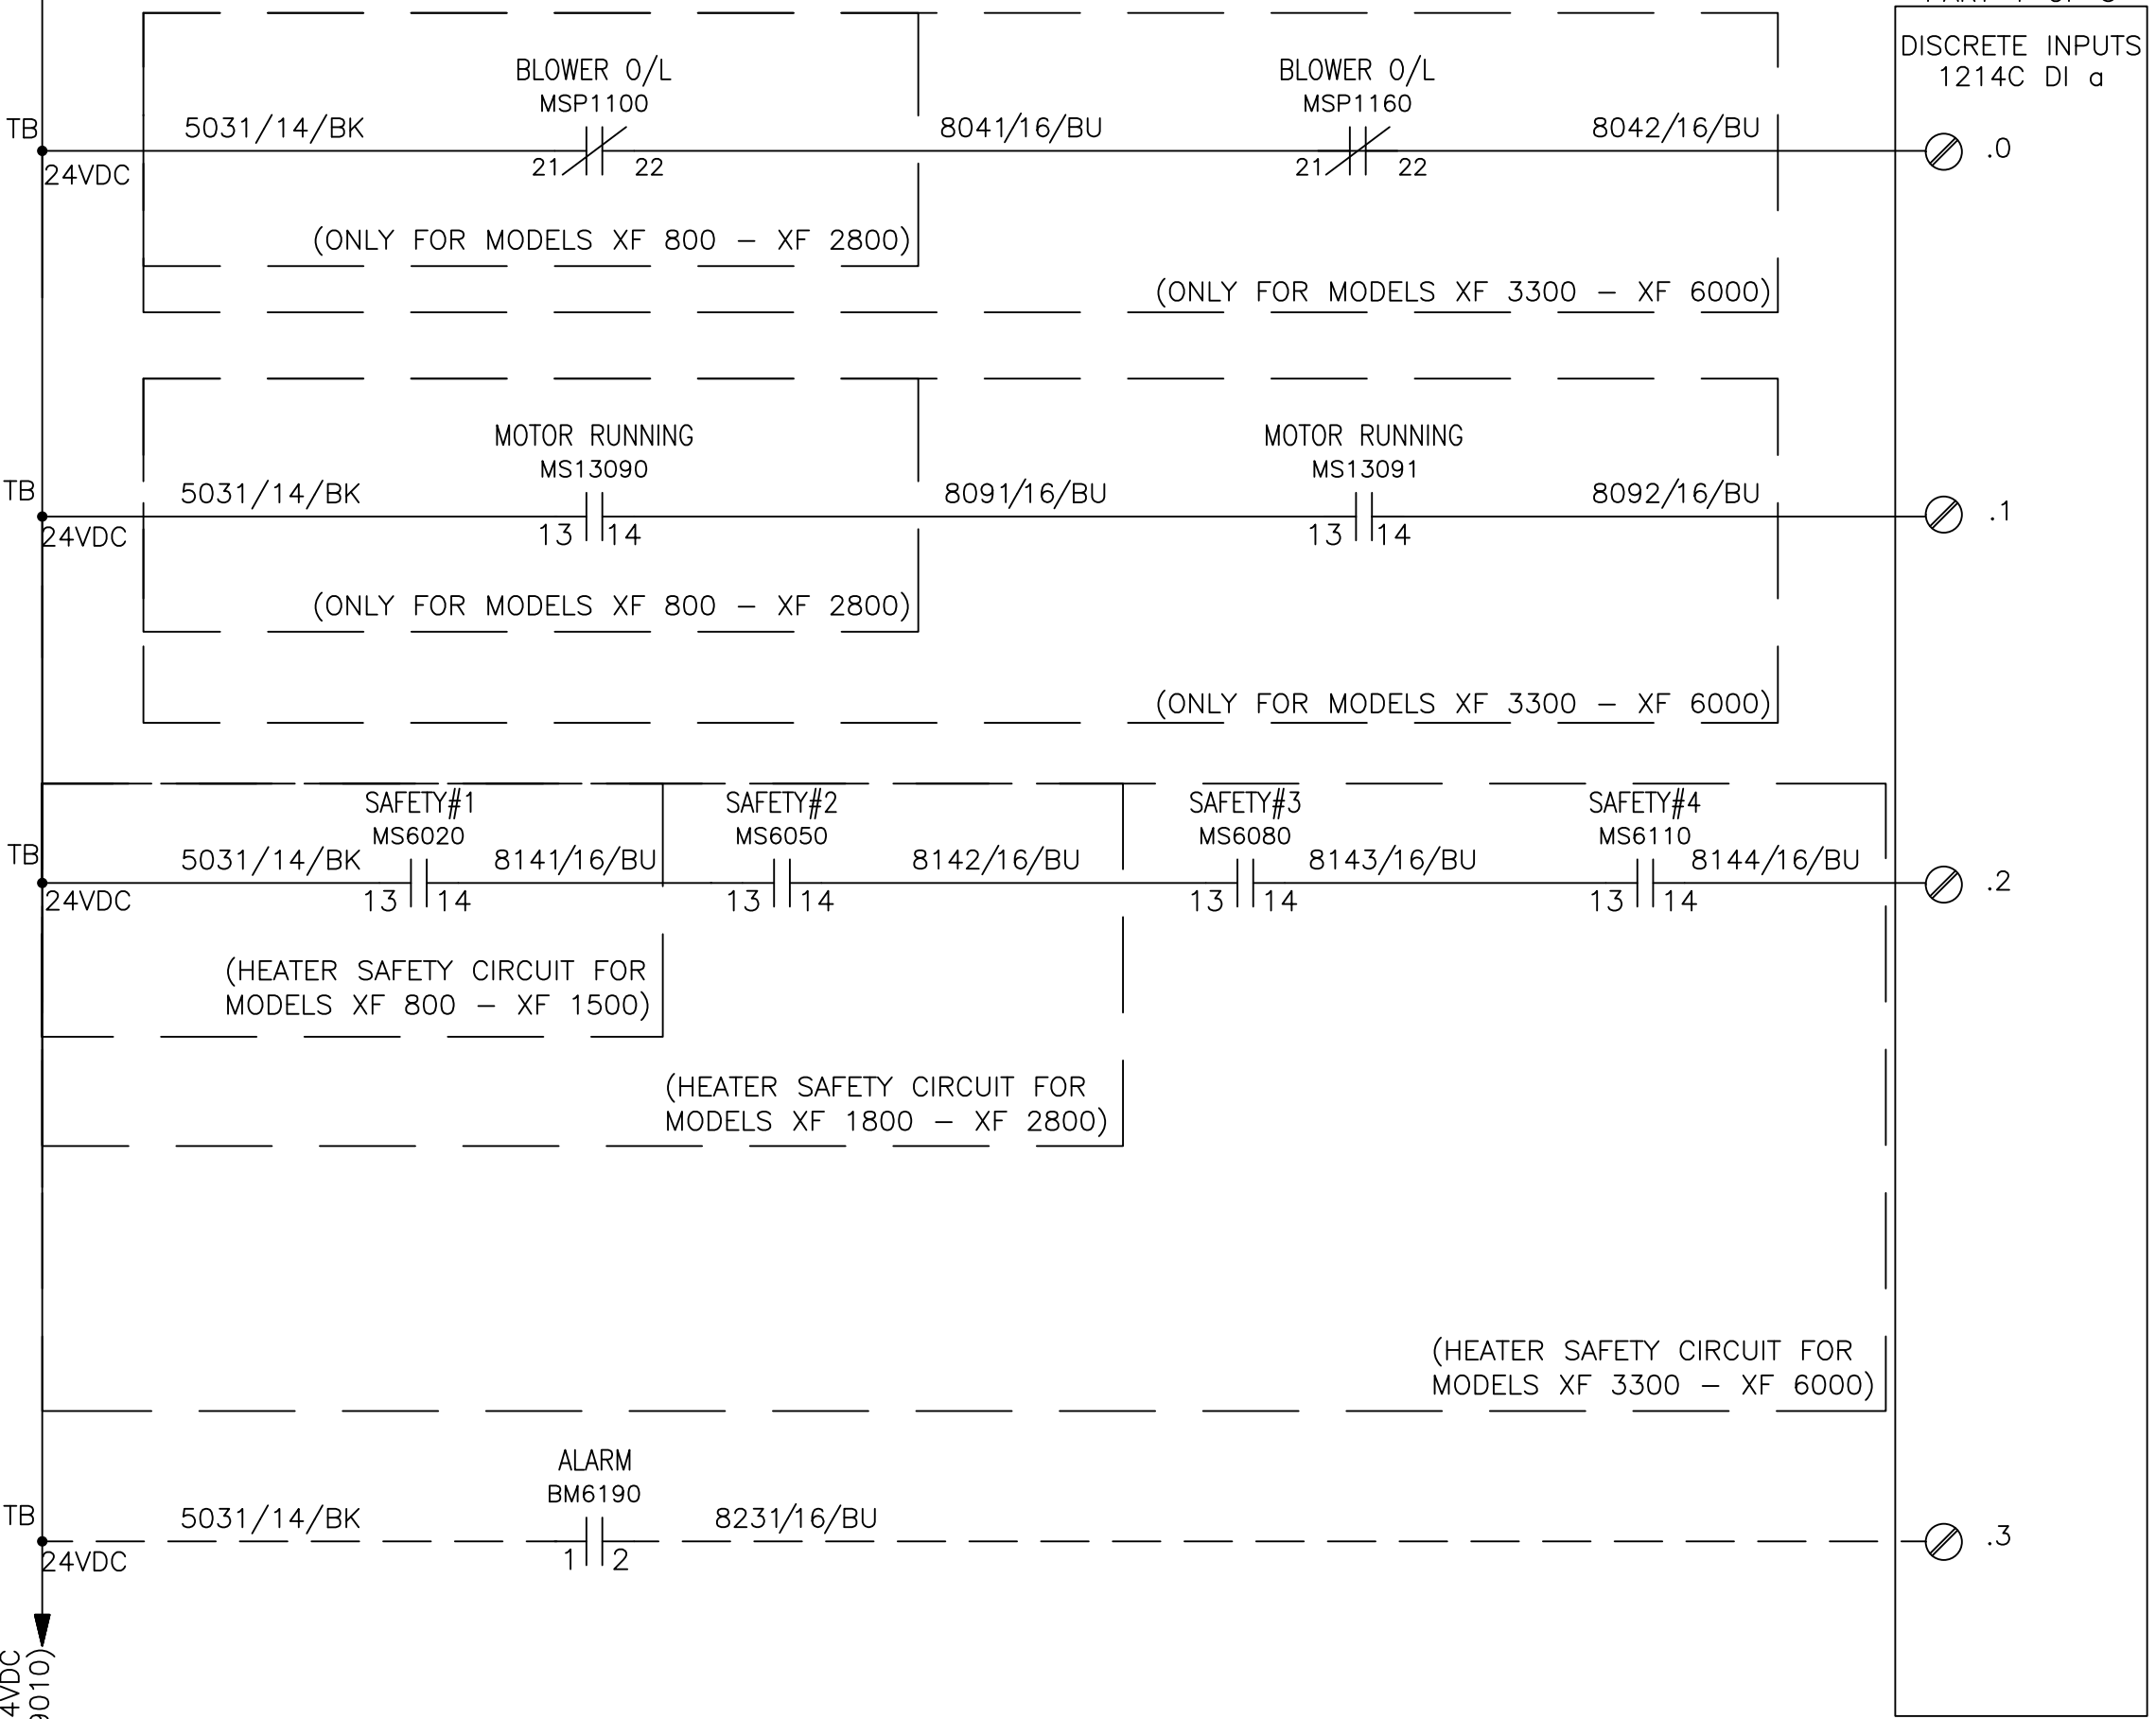 DISCRETE INPUTS
1214C DI a
BLOWER O/L
MSP1100
BLOWER O/L
MSP1160
TB
5031/14/BK
8041/16/BU
8042/16/BU
24VDC
21
22
21
22
.0
(ONLY FOR MODELS XF 800 – XF 2800)
(ONLY FOR MODELS XF 3300 – XF 6000)
MOTOR RUNNING
MS13090
MOTOR RUNNING
MS13091
TB
5031/14/BK
8091/16/BU
8092/16/BU
24VDC
13
14
13
14
.1
(ONLY FOR MODELS XF 800 – XF 2800)
(ONLY FOR MODELS XF 3300 – XF 6000)
SAFETY#1
MS6020
SAFETY#2
MS6050
SAFETY#3
MS6080
SAFETY#4
MS6110
TB
5031/14/BK
8141/16/BU
8142/16/BU
8143/16/BU
8144/16/BU
24VDC
13
14
13
14
13
14
13
14
.2
(HEATER SAFETY CIRCUIT FOR
MODELS XF 800 – XF 1500)
(HEATER SAFETY CIRCUIT FOR
MODELS XF 1800 – XF 2800)
(HEATER SAFETY CIRCUIT FOR
MODELS XF 3300 – XF 6000)
ALARM
BM6190
TB
5031/14/BK
8231/16/BU
24VDC
1
2
.3
4VDC
9010)